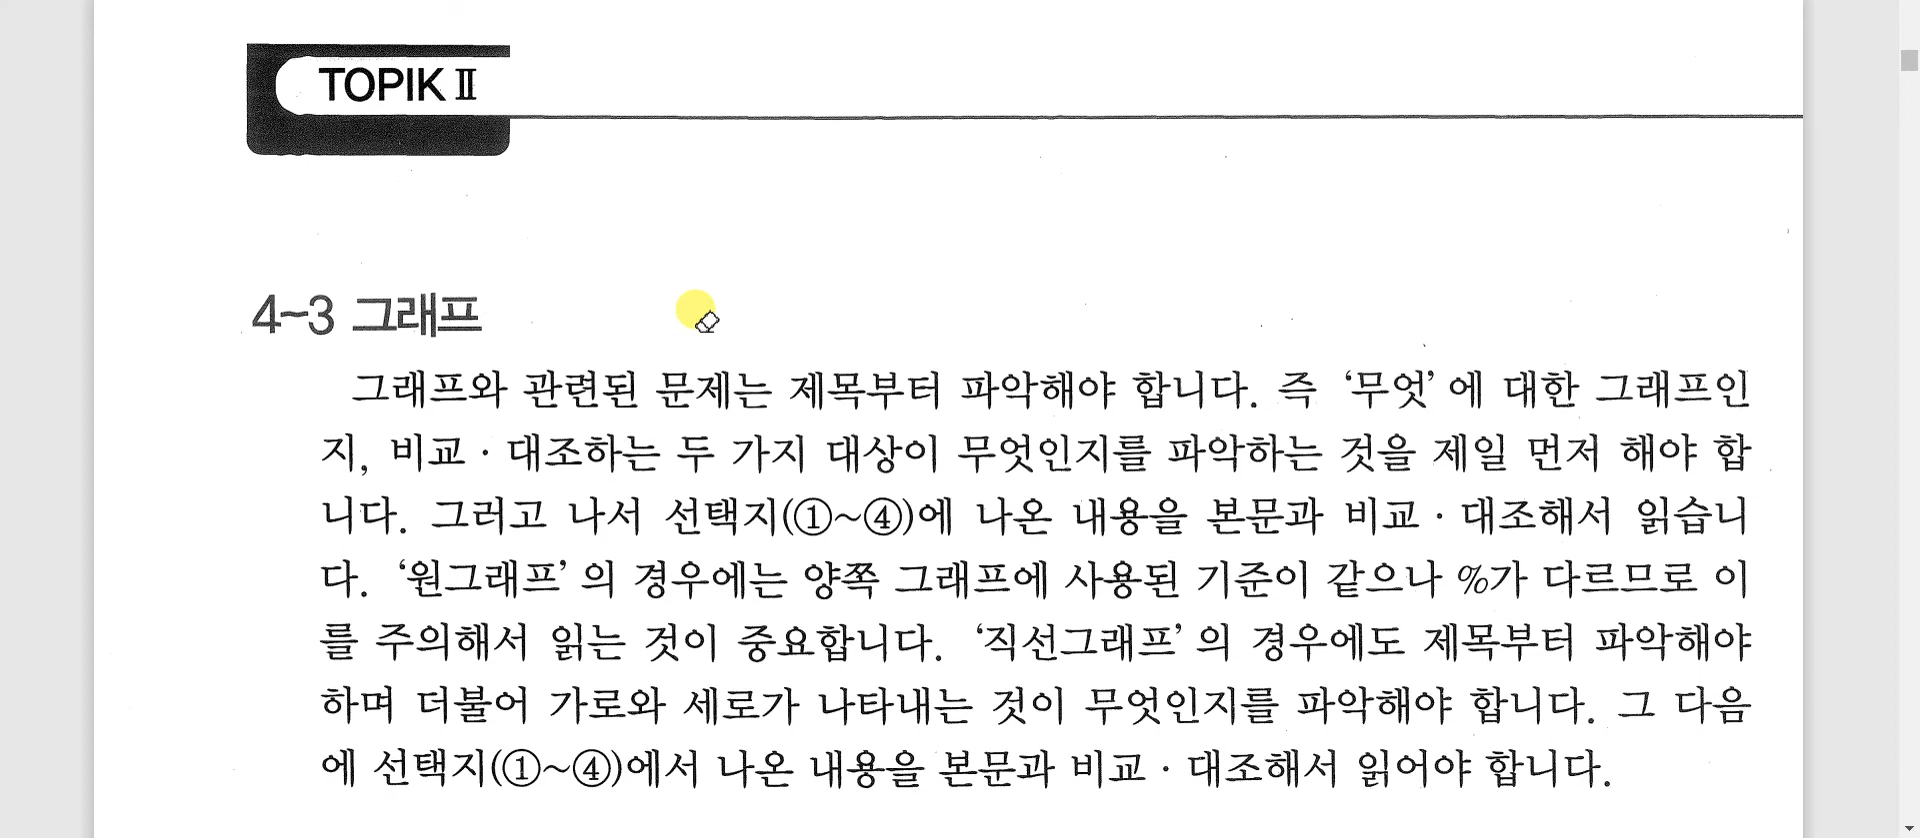 TOPIK Ⅱ
4~3 그래프
그래프와 관련된 문제는 제목부터 파악해야 합니다. 즉 ‘무엇’에 대한 그래프인
지, 비교·대조하는 두 가지 대상이 무엇인지를 파악하는 것을 제일 먼저 해야 합
니다. 그러고 나서 선택지(①~④)에 나온 내용을 본문과 비교·대조해서 읽습니
다. ‘원그래프’의 경우에는 양쪽 그래프에 사용된 기준이 같으나 %가 다르므로 이
를 주의해서 읽는 것이 중요합니다. ‘직선그래프’의 경우에도 제목부터 파악해야
하며 더불어 가로와 세로가 나타내는 것이 무엇인지를 파악해야 합니다. 그 다음
에 선택지(①~④)에서 나온 내용을 본문과 비교·대조해서 읽어야 합니다.